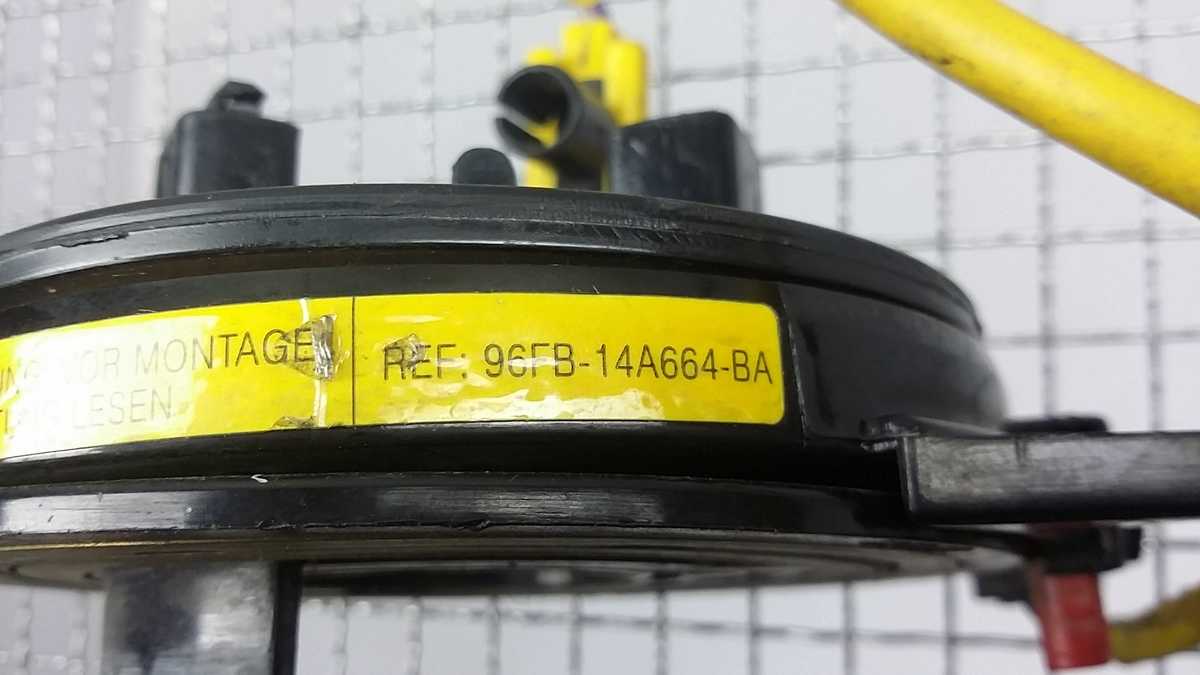 VOR MONTAGE
LESEN
REF: 96FB-14A664-BA